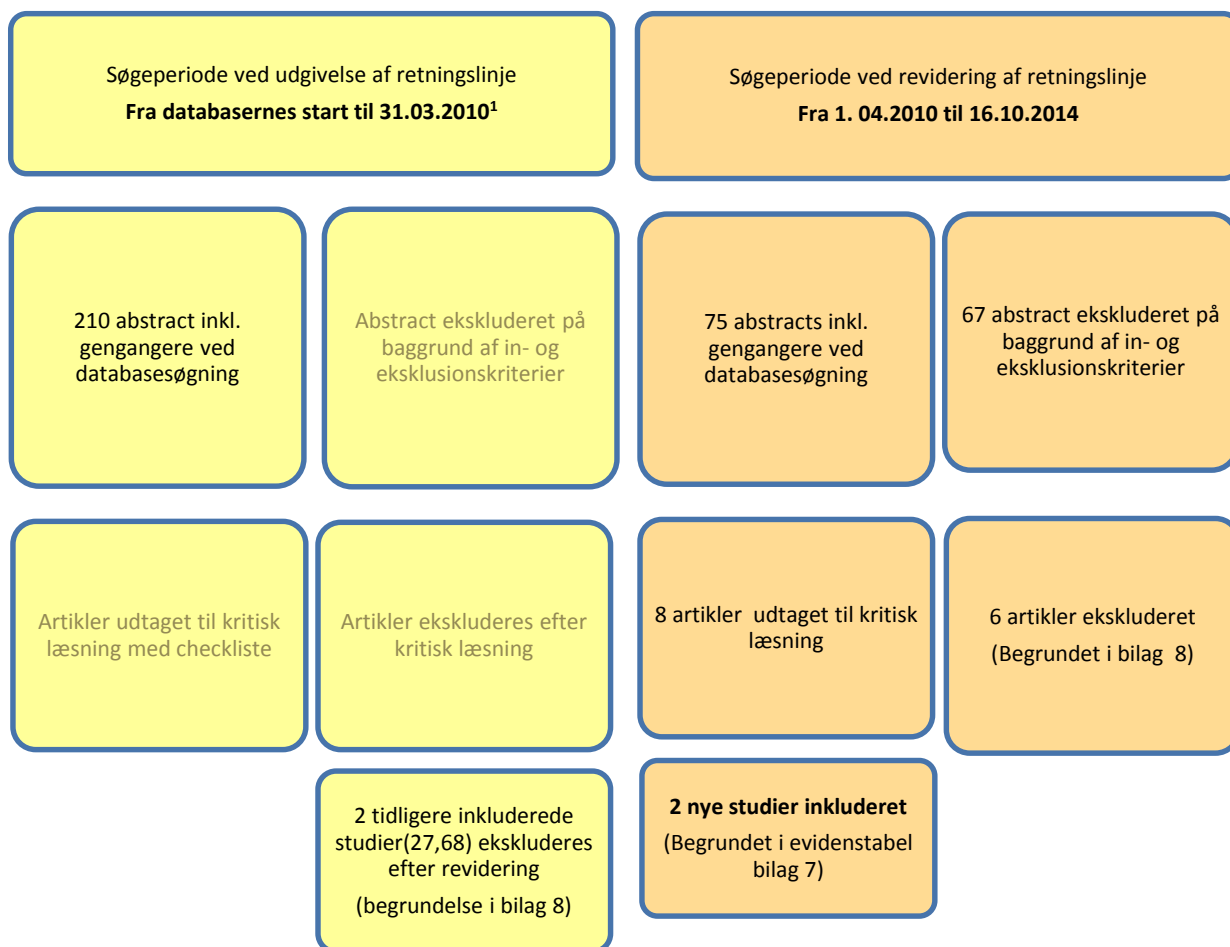 Søgeperiode ved udgivelse af retningslinje
Fra databasernes start til 31.03.2010¹
Søgeperiode ved revidering af retningslinje
Fra 1. 04.2010 til 16.10.2014
210 abstract inkl.
gengangere ved
databasesøgning
Abstract ekskluderet på
baggrund af in- og
eksklusionskriterier
75 abstracts inkl.
gengangere ved
databasesøgning
67 abstract ekskluderet på
baggrund af in- og
eksklusionskriterier
Artikler udtaget til kritisk
læsning med checkliste
Artikler ekskluderes efter
kritisk læsning
8 artikler  udtaget til kritisk
læsning
6 artikler ekskluderet
(Begrundet i bilag  8)
2 tidligere inkluderede
studier(27,68) ekskluderes
efter revidering
(begrundelse i bilag 8)
2 nye studier inkluderet
(Begrundet i evidenstabel
bilag 7)